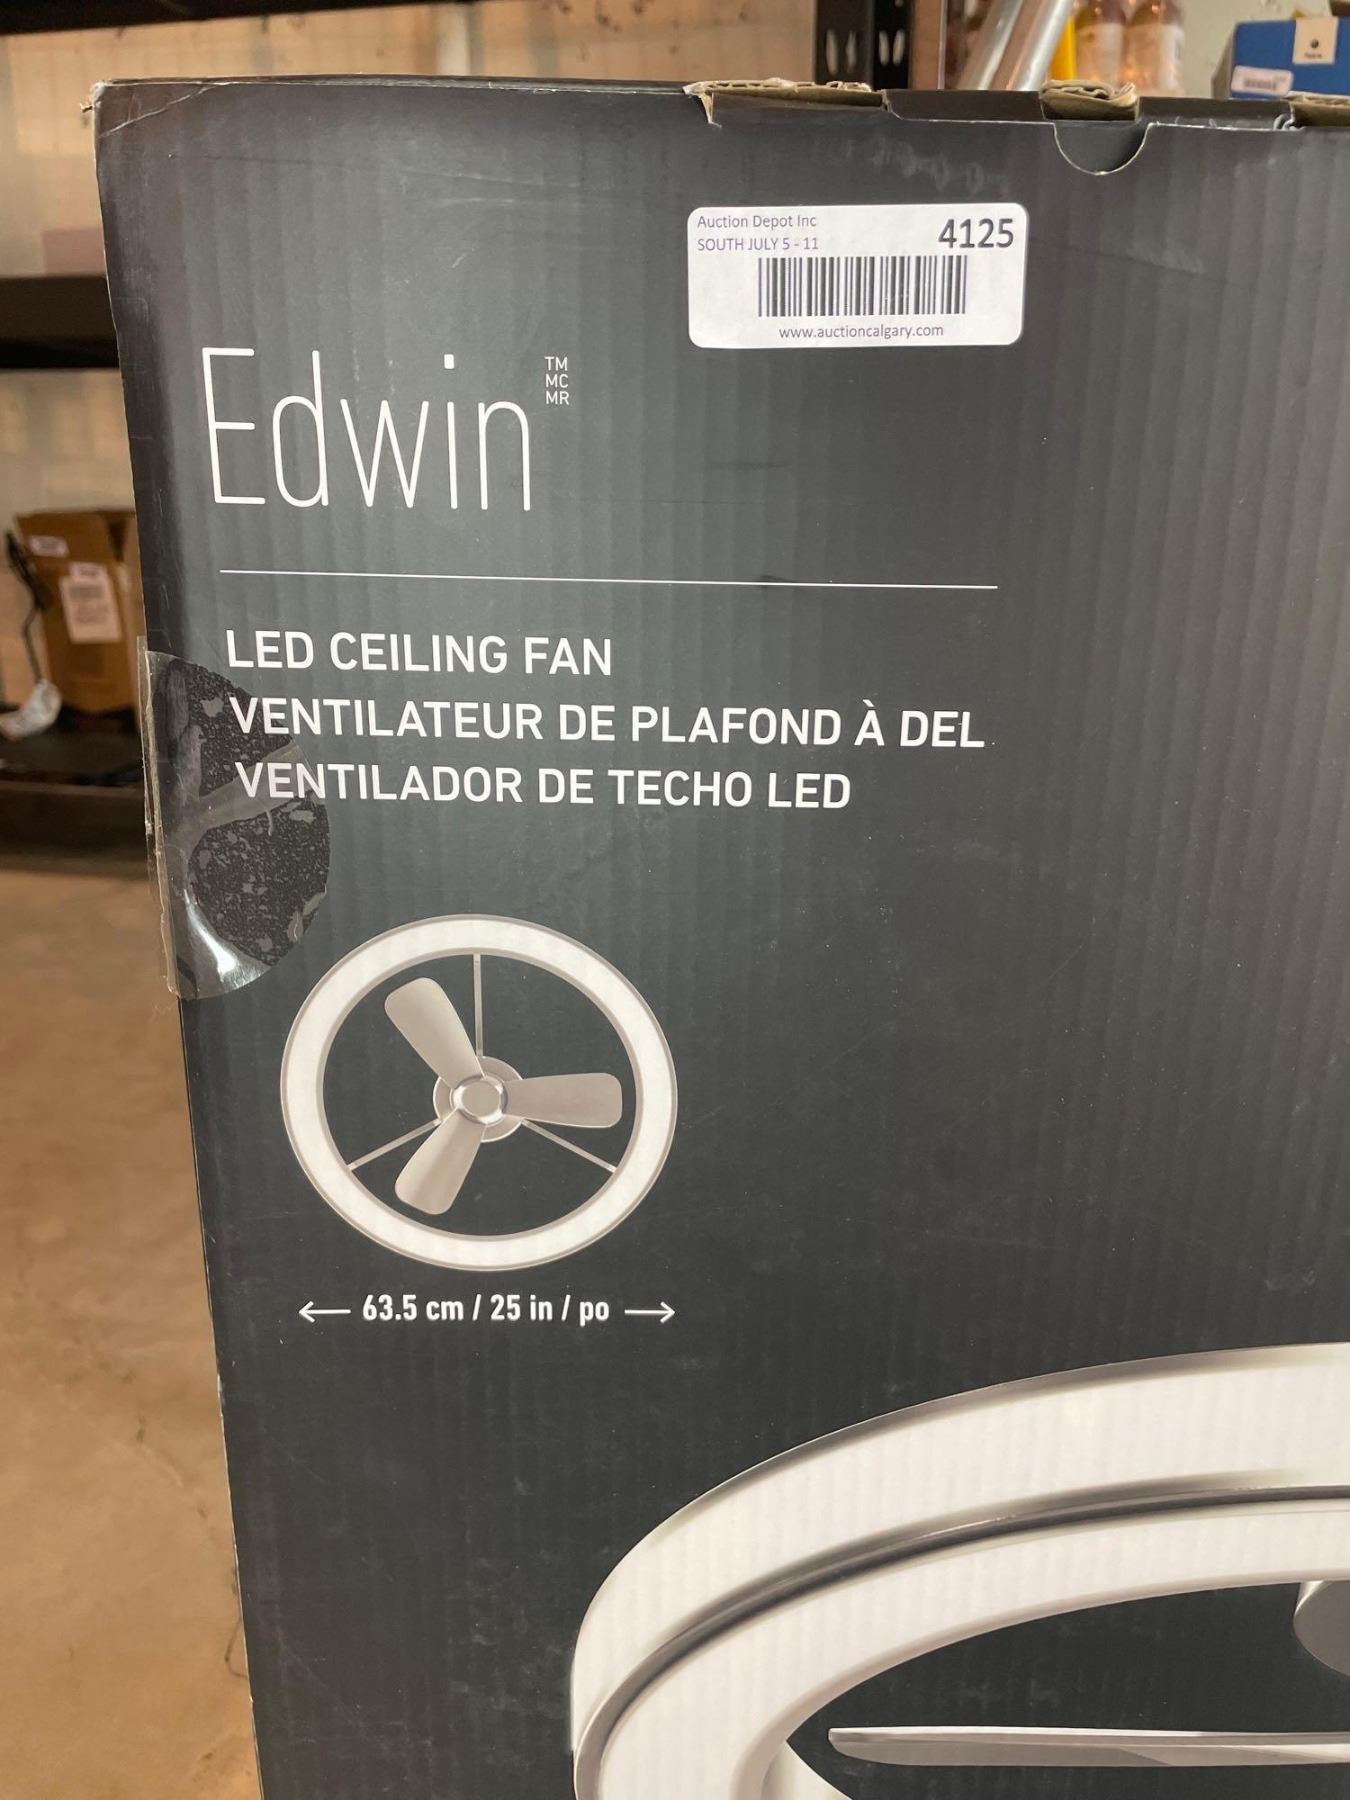 Auction Depot Inc
SOUTH JULY 5 - 11
4125
www.auctioncalgary.com
Edwin
TM
MC
MR
LED CEILING FAN
VENTILATEUR DE PLAFOND À DEL
VENTILADOR DE TECHO LED
63.5 cm / 25 in / po